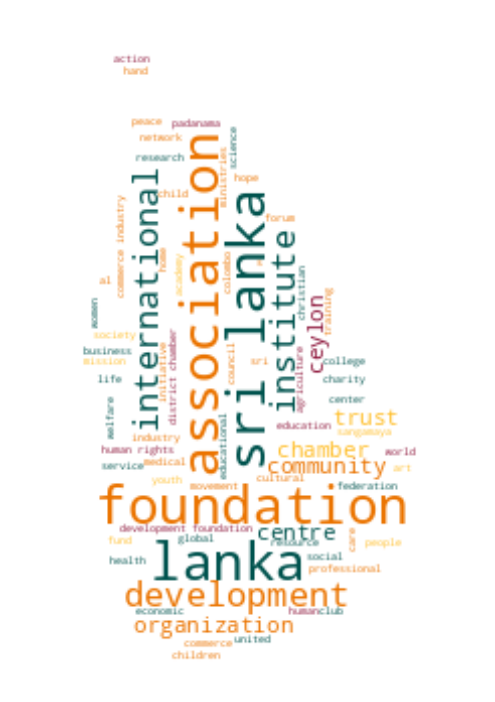 action
hand
peace
padanama
network
science
research
association
ministries
international
hope
child
sri lanka
commerce industry
forum
institute
home
academy
colombo
christian
al
women
ceylon
training
society
business
mission
initiative
district chamber
council
sri
agriculture
college
life
charity
welfare
center
trust
educational
education
sangamaya
industry
human rights
chamber
world
service
medical
community
art
youth
movement
cultural
federation
foundation
development foundation
centre
fund
global
resource
care
people
lanka
health
social
professional
development
economic
human
club
organization
united
commerce
children